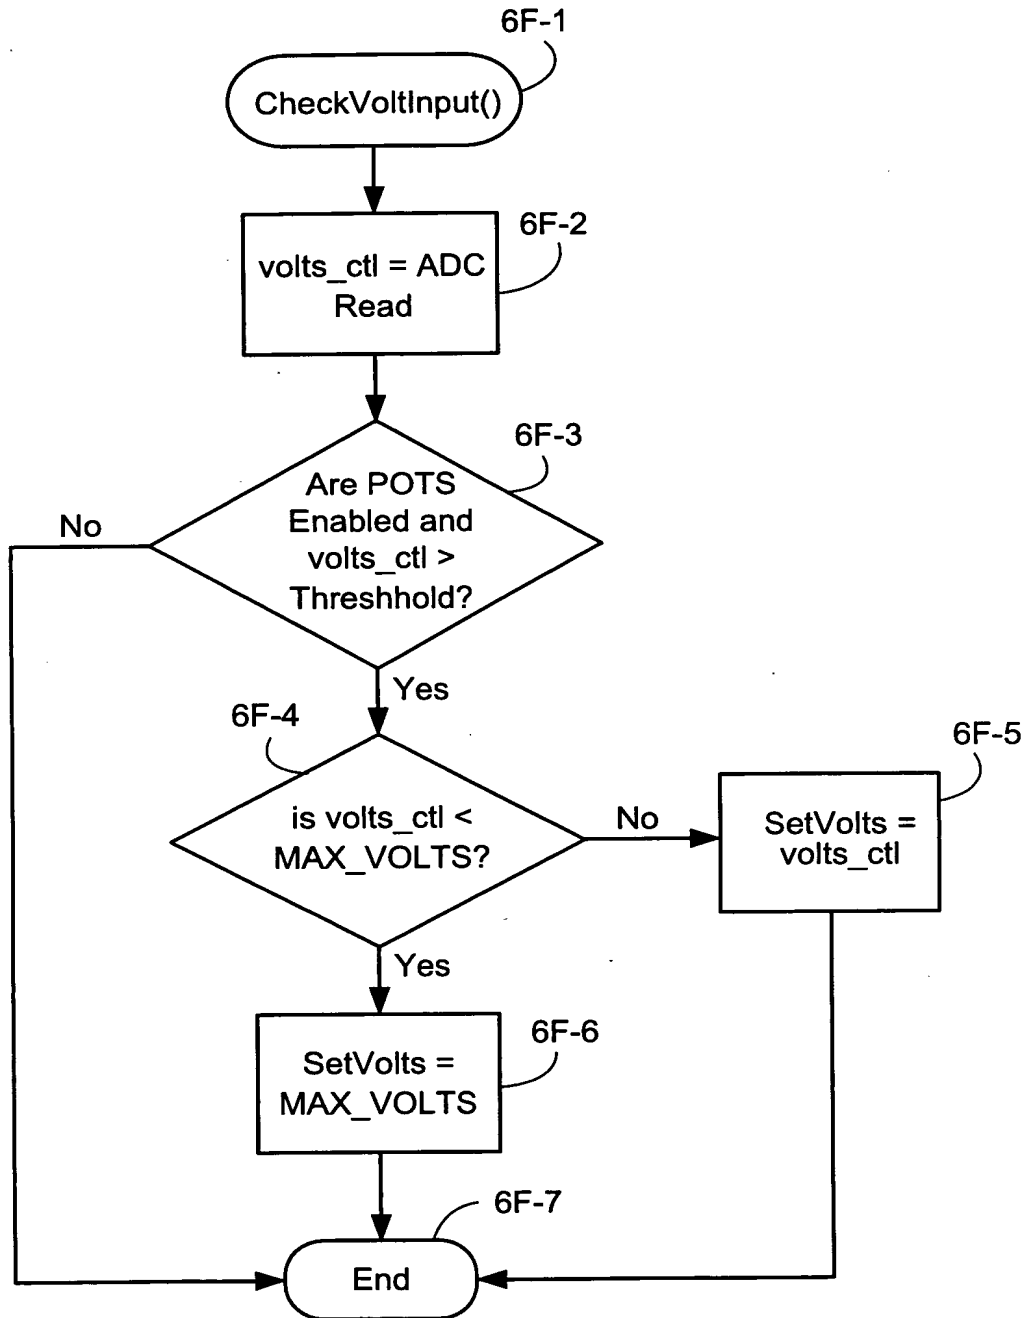 6F-1
CheckVoltInput()
6F-2
volts_ctl = ADC
Read
6F-3
Are POTS
Enabled and
volts_ctl >
Threshhold?
No
Yes
6F-4
is volts_ctl <
MAX_VOLTS?
No
6F-5
SetVolts =
volts_ctl
Yes
6F-6
SetVolts =
MAX_VOLTS
6F-7
End